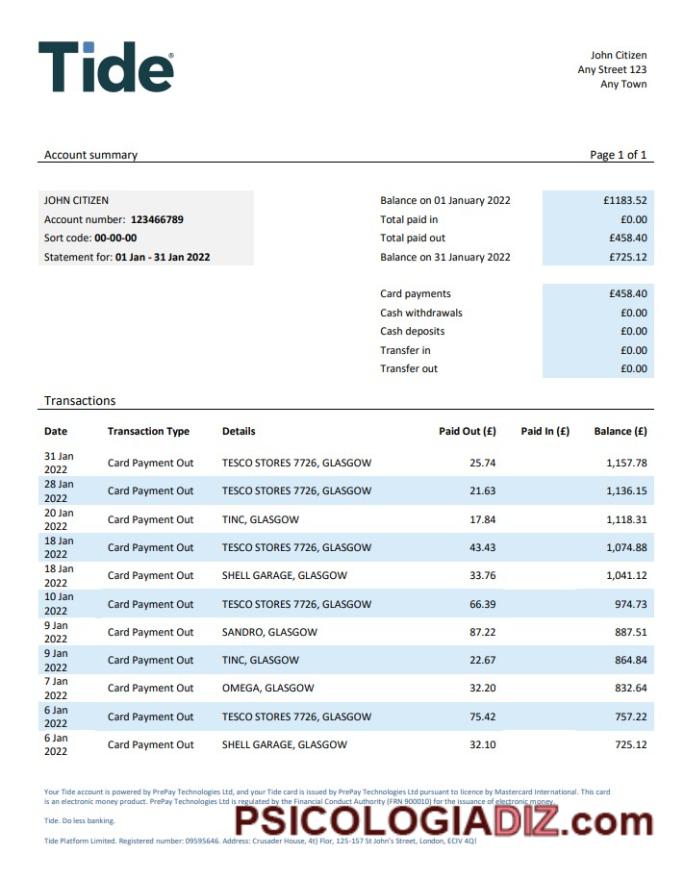 Tide®
John Citizen
Any Street 123
Any Town
Account summary Page 1 of 1
JOHN CITIZEN
Account number: 123466789
Sort code: 00-00-00
Statement for: 01 Jan - 31 Jan 2022
Balance on 01 January 2022 £1183.52
Total paid in £0.00
Total paid out £458.40
Balance on 31 January 2022 £725.12
Card payments £458.40
Cash withdrawals £0.00
Cash deposits £0.00
Transfer in £0.00
Transfer out £0.00
Transactions
Date Transaction Type Details Paid Out (£) Paid In (£) Balance (£)
31 Jan
2022 Card Payment Out TESCO STORES 7726, GLASGOW 25.74 1,157.78
28 Jan
2022 Card Payment Out TESCO STORES 7726, GLASGOW 21.63 1,136.15
20 Jan
2022 Card Payment Out TINC, GLASGOW 17.84 1,118.31
18 Jan
2022 Card Payment Out TESCO STORES 7726, GLASGOW 43.43 1,074.88
18 Jan
2022 Card Payment Out SHELL GARAGE, GLASGOW 33.76 1,041.12
10 Jan
2022 Card Payment Out TESCO STORES 7726, GLASGOW 66.39 974.73
9 Jan
2022 Card Payment Out SANDRO, GLASGOW 87.22 887.51
9 Jan
2022 Card Payment Out TINC, GLASGOW 22.67 864.84
7 Jan
2022 Card Payment Out OMEGA, GLASGOW 32.20 832.64
6 Jan
2022 Card Payment Out TESCO STORES 7726, GLASGOW 75.42 757.22
6 Jan
2022 Card Payment Out SHELL GARAGE, GLASGOW 32.10 725.12
Your Tide account is powered by PrePay Technologies Ltd, and your Tide card is issued by PrePay Technologies Ltd pursuant to licence by Mastercard International. This card
is an electronic money product. PrePay Technologies Ltd is regulated by the Financial Conduct Authority (FRN 900010) for the issuance of electronic money.
Tide. Do less banking.
PSICOLOGIADIZ.com
Tide Platform Limited. Registered number: 09595646. Address: Crusader House, 4t) Flor, 125-157 St John's Street, London, ECIV 4Q!